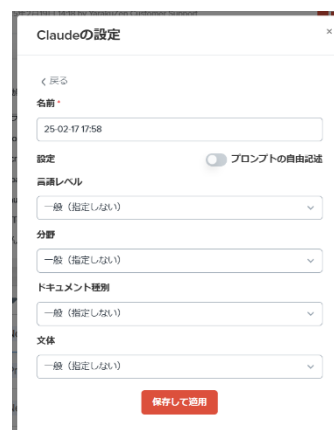 by YarakuZen Customer Support
Claudeの設定
×
戻る
名前 *
25-02-17 17:58
設定
プロンプトの自由記述
言語レベル
一般（指定しない）
分野
一般（指定しない）
ドキュメント種別
一般（指定しない）
文体
一般（指定しない）
保存して適用